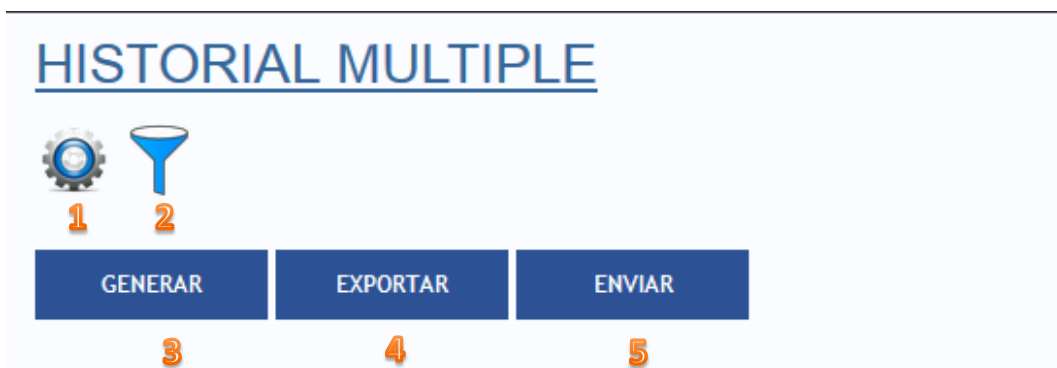 HISTORIAL MULTIPLE
1 2
GENERAR EXPORTAR ENVIAR
3 4 5